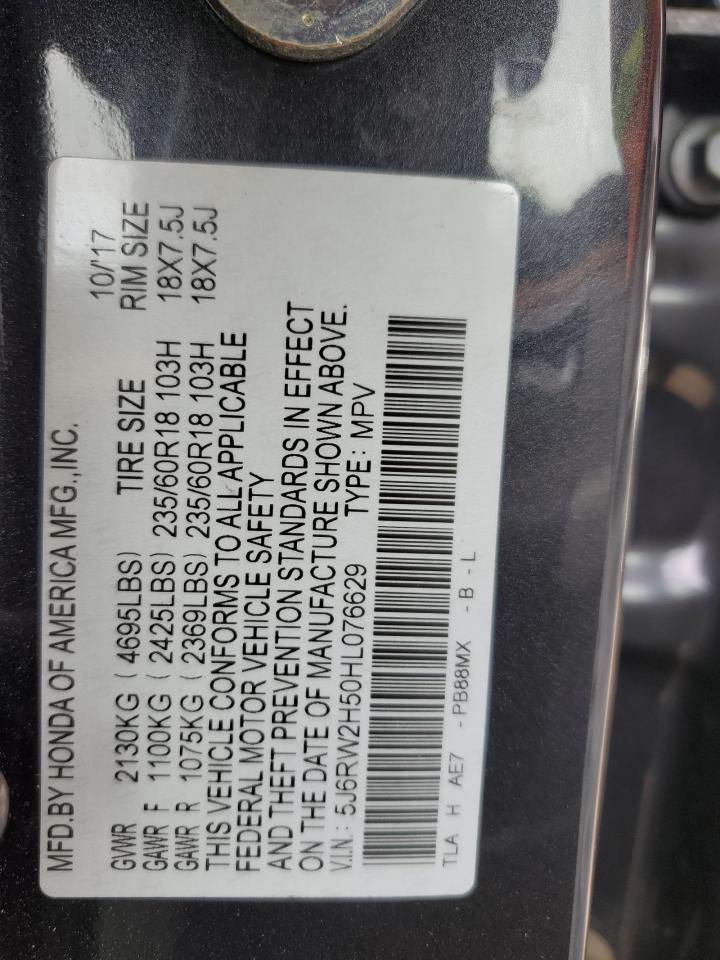 MFD.BY HONDA OF AMERICA MFG.,INC. 10/'17
GVWR 2130KG ( 4695LBS) TIRE SIZE RIM SIZE
GAWR F 1100KG ( 2425LBS) 235/60R18 103H 18X7.5J
GAWR R 1075KG ( 2369LBS) 235/60R18 103H 18X7.5J
THIS VEHICLE CONFORMS TO ALL APPLICABLE
FEDERAL MOTOR VEHICLE SAFETY
AND THEFT PREVENTION STANDARDS IN EFFECT
ON THE DATE OF MANUFACTURE SHOWN ABOVE.
V.I.N.: 5J6RW2H50HL076629 TYPE: MPV
TLA H AE7 - PB88MX - B - L